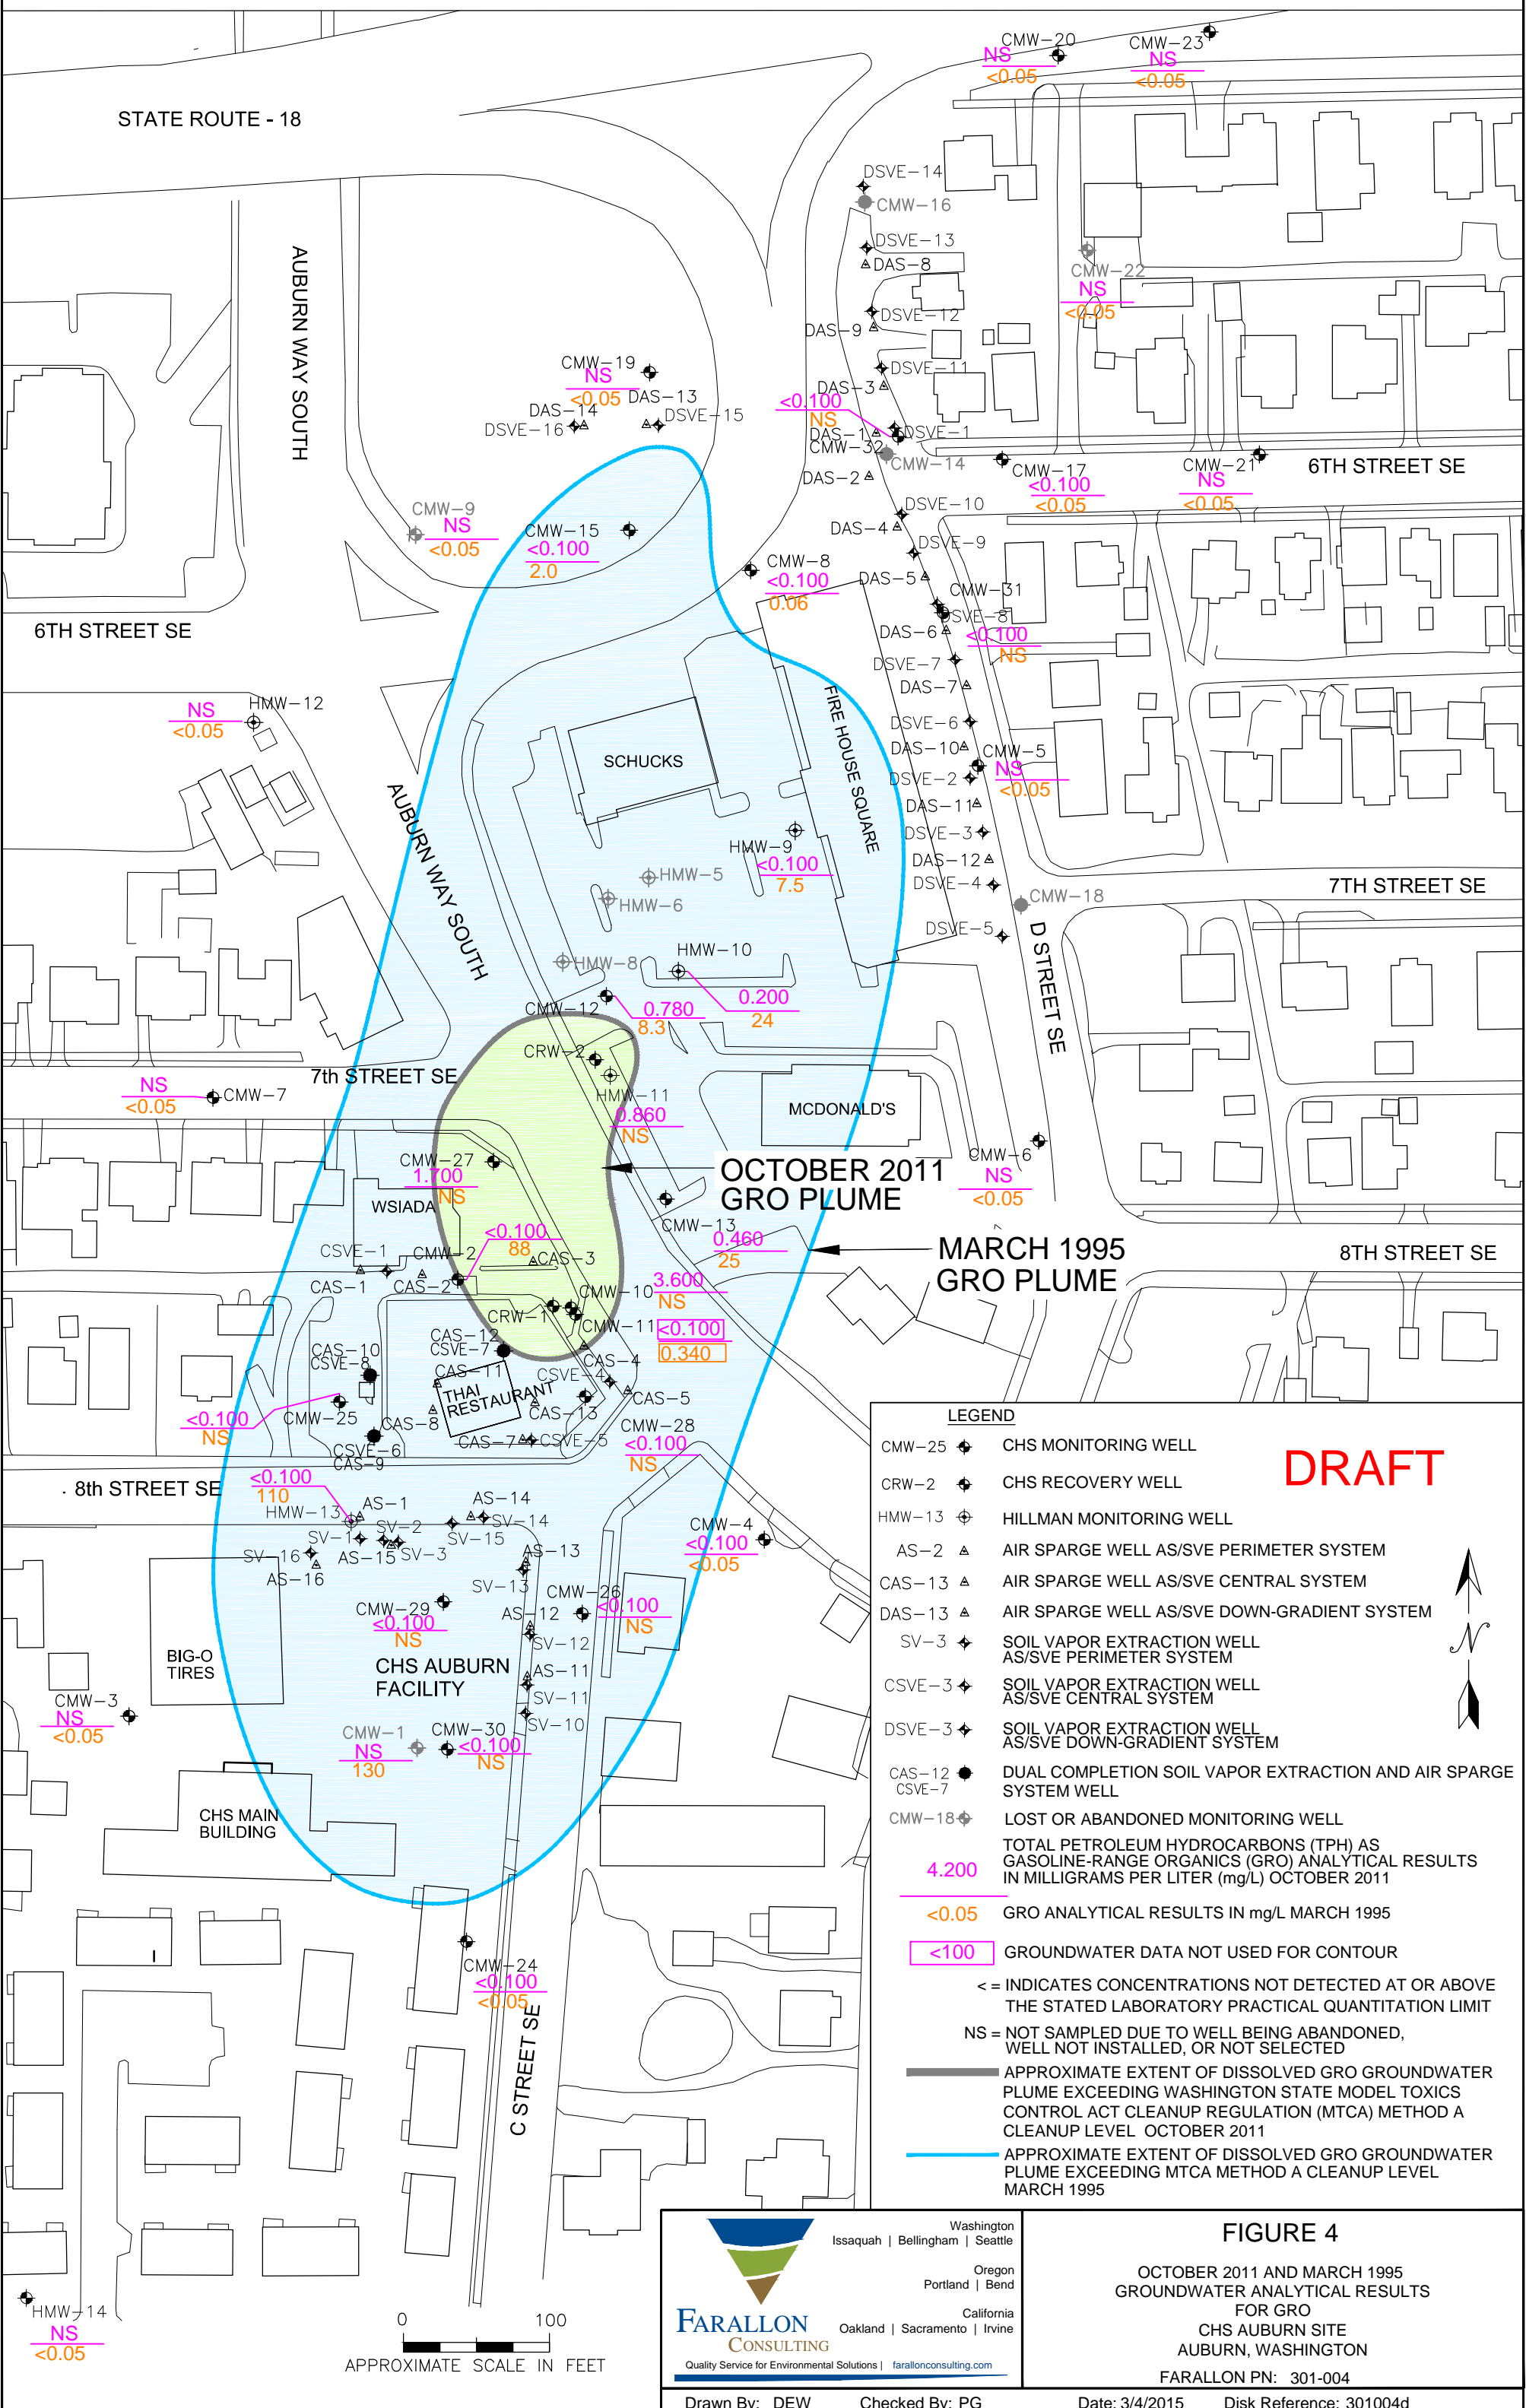 CMW-20
NS
<0.05
CMW-23
NS
<0.05
STATE ROUTE - 18
DSVE-14
CMW-16
DSVE-13
DAS-8
CMW-22
NS
<0.05
AUBURN WAY SOUTH
DSVE-12
DAS-9
CMW-19
NS
<0.05
DAS-13
DAS-14
DSVE-15
DSVE-16
DSVE-11
DAS-3
<0.100
NS
DAS-1
DSVE-1
CMW-32
CMW-14
DAS-2
CMW-17
<0.100
<0.05
CMW-21
NS
<0.05
6TH STREET SE
CMW-9
NS
<0.05
CMW-15
<0.100
2.0
DSVE-10
DAS-4
DSVE-9
CMW-8
<0.100
0.06
DAS-5
CMW-31
DSVE-8
DAS-6
<0.100
NS
6TH STREET SE
DSVE-7
DAS-7
HMW-12
NS
<0.05
FIRE HOUSE SQUARE
DSVE-6
DAS-10
CMW-5
NS
<0.05
DSVE-2
SCHUCKS
AUBURN WAY SOUTH
DAS-11
DSVE-3
HMW-9
<0.100
7.5
DAS-12
DSVE-4
HMW-5
HMW-6
7TH STREET SE
CMW-18
DSVE-5
D STREET SE
HMW-8
HMW-10
0.200
24
CMW-12
0.780
8.3
CRW-2
7th STREET SE
NS
<0.05
CMW-7
HMW-11
0.860
NS
MCDONALD'S
CMW-27
1.700
NS
OCTOBER 2011
GRO PLUME
CMW-6
NS
<0.05
WSIADA
CMW-13
0.460
25
<0.100
88
CSVE-1
CMW-2
CAS-3
CAS-1
CAS-2
MARCH 1995
GRO PLUME
8TH STREET SE
3.600
NS
CMW-10
CRW-1
CMW-11
<0.100
0.340
CAS-12
CSVE-7
CAS-10
CSVE-8
CAS-4
CAS-11
CSVE-4
THAI
RESTAURANT
CAS-5
CMW-25
<0.100
NS
CAS-8
CAS-13
CMW-28
<0.100
NS
CAS-7
CSVE-5
CSVE-6
CAS-9
8th STREET SE
<0.100
110
HMW-13
AS-1
AS-14
SV-14
SV-1
SV-2
SV-15
SV-16
AS-15
SV-3
AS-16
AS-13
SV-13
CMW-4
<0.100
<0.05
CMW-29
<0.100
NS
CMW-26
<0.100
NS
AS-12
SV-12
BIG-O
TIRES
CHS AUBURN
FACILITY
AS-11
SV-11
SV-10
CMW-3
NS
<0.05
CMW-1
NS
130
CMW-30
<0.100
NS
CHS MAIN
BUILDING
CMW-24
<0.100
<0.05
C STREET SE
HMW-14
NS
<0.05
0 100
APPROXIMATE SCALE IN FEET
LEGEND
DRAFT
CMW-25 CHS MONITORING WELL
CRW-2 CHS RECOVERY WELL
HMW-13 HILLMAN MONITORING WELL
AS-2 AIR SPARGE WELL AS/SVE PERIMETER SYSTEM
CAS-13 AIR SPARGE WELL AS/SVE CENTRAL SYSTEM
DAS-13 AIR SPARGE WELL AS/SVE DOWN-GRADIENT SYSTEM
SV-3 SOIL VAPOR EXTRACTION WELL
AS/SVE PERIMETER SYSTEM
CSVE-3 SOIL VAPOR EXTRACTION WELL
AS/SVE CENTRAL SYSTEM
DSVE-3 SOIL VAPOR EXTRACTION WELL
AS/SVE DOWN-GRADIENT SYSTEM
CAS-12 DUAL COMPLETION SOIL VAPOR EXTRACTION AND AIR SPARGE
CSVE-7 SYSTEM WELL
CMW-18 LOST OR ABANDONED MONITORING WELL
TOTAL PETROLEUM HYDROCARBONS (TPH) AS
4.200 GASOLINE-RANGE ORGANICS (GRO) ANALYTICAL RESULTS
IN MILLIGRAMS PER LITER (mg/L) OCTOBER 2011
<0.05 GRO ANALYTICAL RESULTS IN mg/L MARCH 1995
<100 GROUNDWATER DATA NOT USED FOR CONTOUR
< = INDICATES CONCENTRATIONS NOT DETECTED AT OR ABOVE
THE STATED LABORATORY PRACTICAL QUANTITATION LIMIT
NS = NOT SAMPLED DUE TO WELL BEING ABANDONED,
WELL NOT INSTALLED, OR NOT SELECTED
APPROXIMATE EXTENT OF DISSOLVED GRO GROUNDWATER
PLUME EXCEEDING WASHINGTON STATE MODEL TOXICS
CONTROL ACT CLEANUP REGULATION (MTCA) METHOD A
CLEANUP LEVEL OCTOBER 2011
APPROXIMATE EXTENT OF DISSOLVED GRO GROUNDWATER
PLUME EXCEEDING MTCA METHOD A CLEANUP LEVEL
MARCH 1995
N
Washington
Issaquah | Bellingham | Seattle
Oregon
Portland | Bend
California
Oakland | Sacramento | Irvine
FARALLON
CONSULTING
Quality Service for Environmental Solutions | farallonconsulting.com
FIGURE 4
OCTOBER 2011 AND MARCH 1995
GROUNDWATER ANALYTICAL RESULTS
FOR GRO
CHS AUBURN SITE
AUBURN, WASHINGTON
FARALLON PN: 301-004
Drawn By: DEW Checked By: PG Date: 3/4/2015 Disk Reference: 301004d